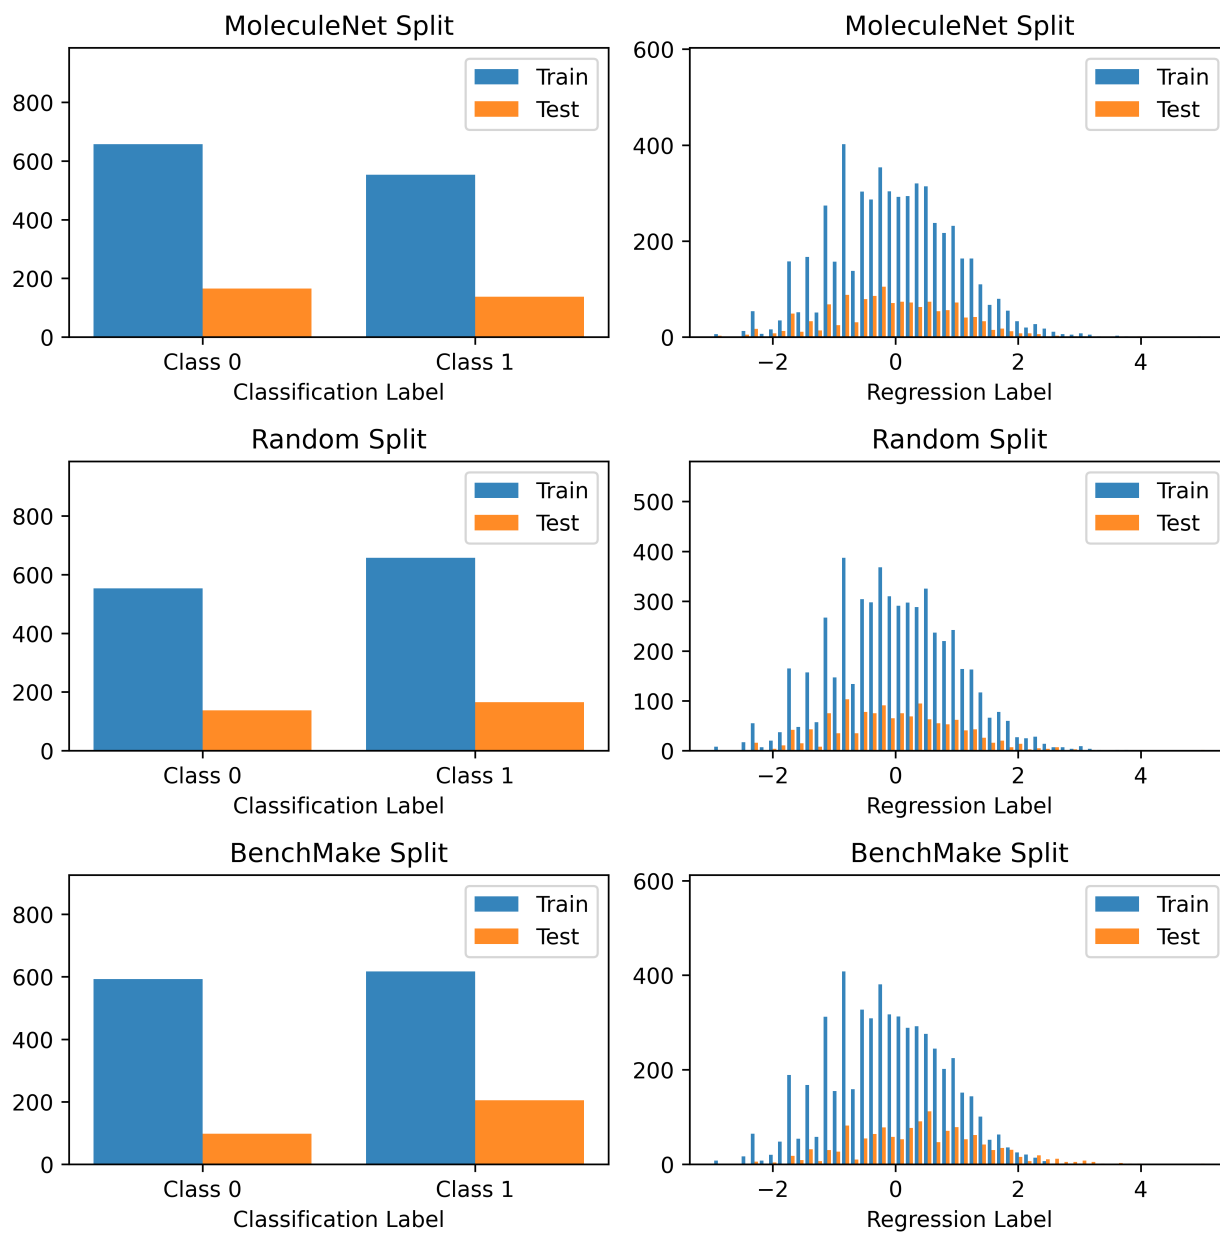 MoleculeNet Split
Train
Test
800
600
400
200
0
Class 0
Class 1
Classification Label
MoleculeNet Split
Train
Test
600
400
200
0
−2
0
2
4
Regression Label
Random Split
Train
Test
800
600
400
200
0
Class 0
Class 1
Classification Label
Random Split
Train
Test
500
400
300
200
100
0
−2
0
2
4
Regression Label
BenchMake Split
Train
Test
800
600
400
200
0
Class 0
Class 1
Classification Label
BenchMake Split
Train
Test
600
400
200
0
−2
0
2
4
Regression Label